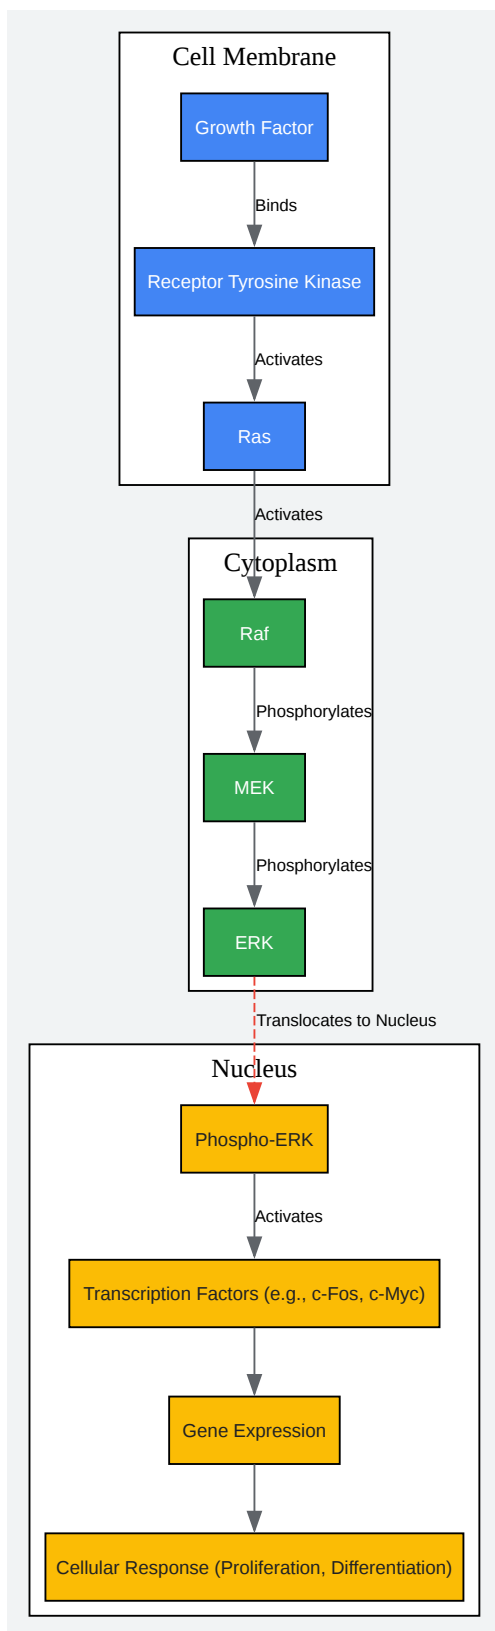 Cell Membrane
Growth Factor
Binds
Receptor Tyrosine Kinase
Activates
Ras
Activates
Cytoplasm
Raf
Phosphorylates
MEK
Phosphorylates
ERK
Translocates to Nucleus
Nucleus
Phospho-ERK
Activates
Transcription Factors (e.g., c-Fos, c-Myc)
Gene Expression
Cellular Response (Proliferation, Differentiation)